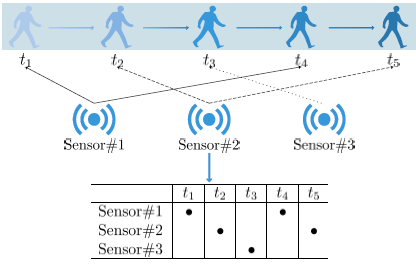 t1 t2 t3 t4 t5
Sensor#1 Sensor#2 Sensor#3
t1 t2 t3 t4 t5
Sensor#1 • •
Sensor#2 • •
Sensor#3 •